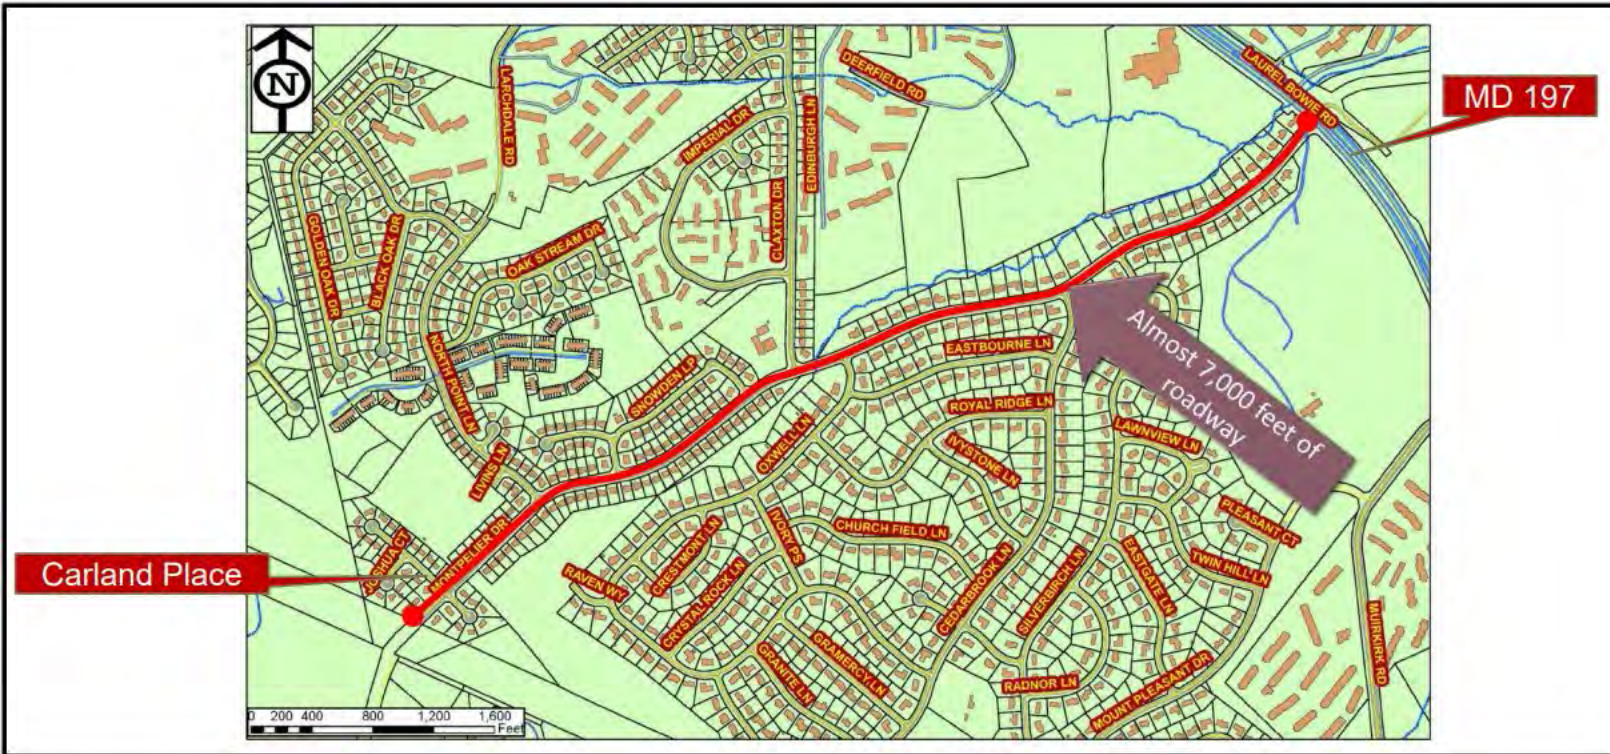 N
LARCHDALE RD
DEERFIELD RD
LAUREL BOWIE RD
MD 197
IMPERIAL DR
EDINBURGH LN
CLAXTON DR
GOLDEN OAK DR
BLACK OAK DR
OAK STREAM DR
NORTH POINT LN
SNOWDEN LP
EASTBOURNE LN
Almost 7,000 feet of
roadway
ROYAL RIDGE LN
OXWELL LN
IVYSTONE LN
LAWNVIEW LN
LIVINS LN
MONTPELIER DR
JOSHUA CT
Carland Place
IVORY PS
CHURCH FIELD LN
PLEASANT CT
TWIN HILL LN
EASTGATE LN
RAVEN WY
CRESTMONT LN
CRYSTAL ROCK LN
CEDARBROOK LN
SILVERBIRCH LN
GRAMERCY LN
GRANITE LN
RADNOR LN
MOUNT PLEASANT DR
MUIRKIRK RD
0 200 400 800 1,200 1,600
Feet